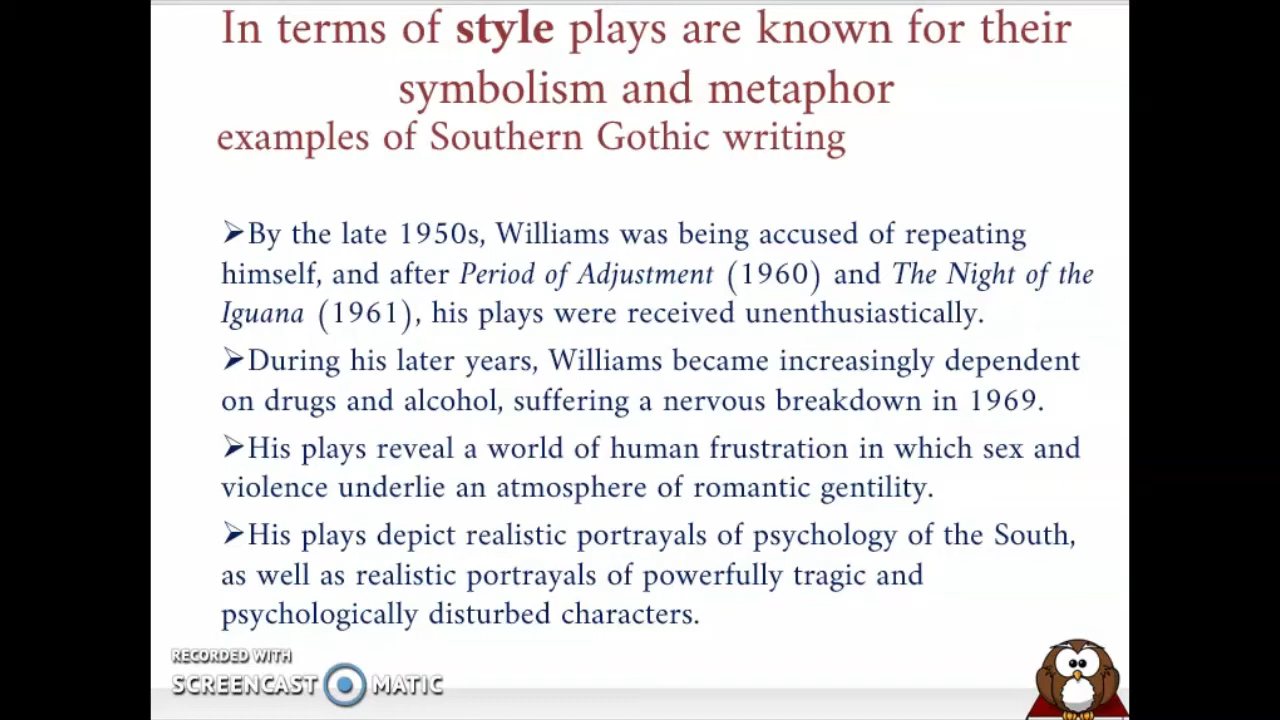 In terms of style plays are known for their
symbolism and metaphor
examples of Southern Gothic writing
➢By the late 1950s, Williams was being accused of repeating
himself, and after Period of Adjustment (1960) and The Night of the
Iguana (1961), his plays were received unenthusiastically.
➢During his later years, Williams became increasingly dependent
on drugs and alcohol, suffering a nervous breakdown in 1969.
➢His plays reveal a world of human frustration in which sex and
violence underlie an atmosphere of romantic gentility.
➢His plays depict realistic portrayals of psychology of the South,
as well as realistic portrayals of powerfully tragic and
psychologically disturbed characters.
RECORDED WITH
SCREENCAST MATIC